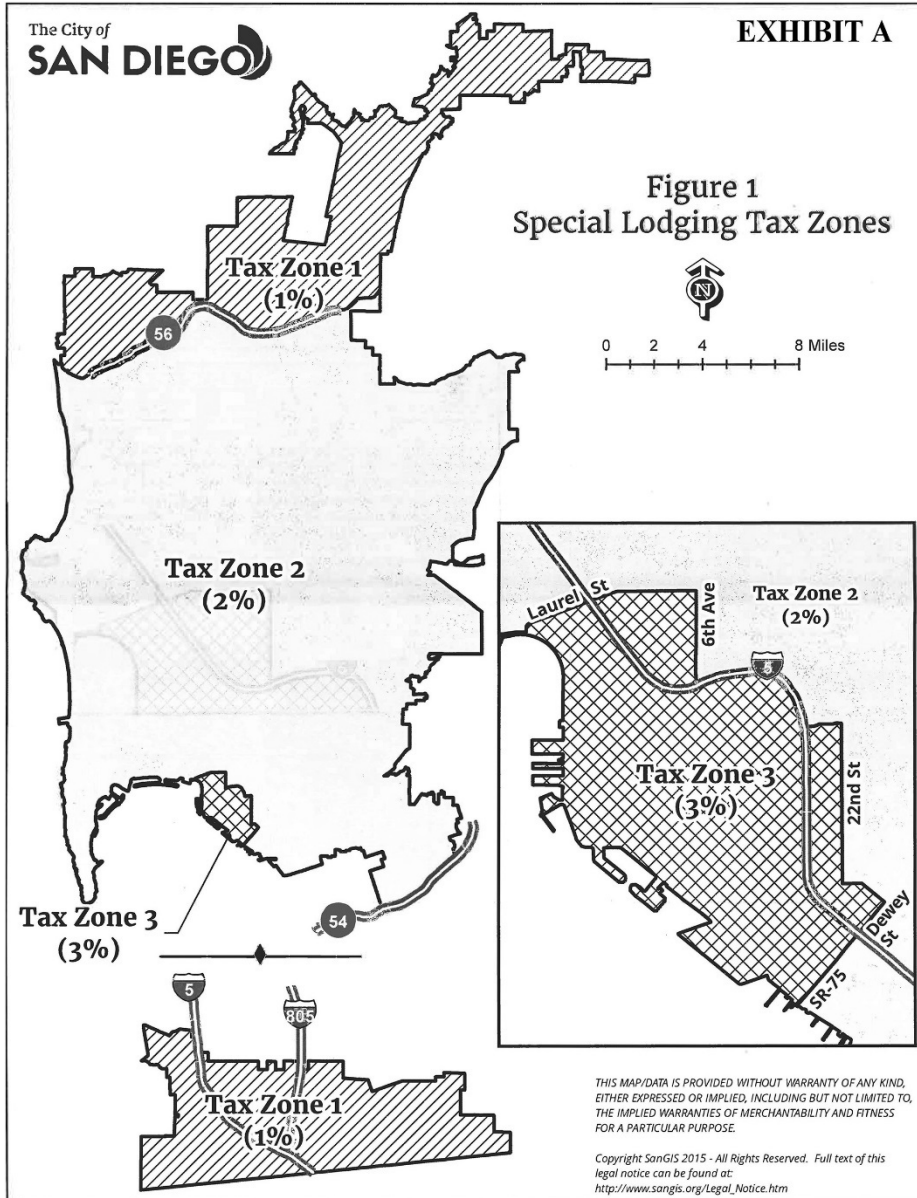 The City of
SAN DIEGO
EXHIBIT A
Figure 1
Special Lodging Tax Zones
N
0 2 4 8 Miles
Tax Zone 1
(1%)
56
Tax Zone 2
(2%)
Tax Zone 3
(3%)
54
5
805
Tax Zone 1
(1%)
Laurel St
6th Ave
Tax Zone 2
(2%)
5
Tax Zone 3
(3%)
22nd St
Dewey
St
SR-75
THIS MAP/DATA IS PROVIDED WITHOUT WARRANTY OF ANY KIND,
EITHER EXPRESSED OR IMPLIED, INCLUDING BUT NOT LIMITED TO,
THE IMPLIED WARRANTIES OF MERCHANTABILITY AND FITNESS
FOR A PARTICULAR PURPOSE.
Copyright SanGIS 2015 - All Rights Reserved. Full text of this
legal notice can be found at:
http://www.sangis.org/Legal_Notice.htm